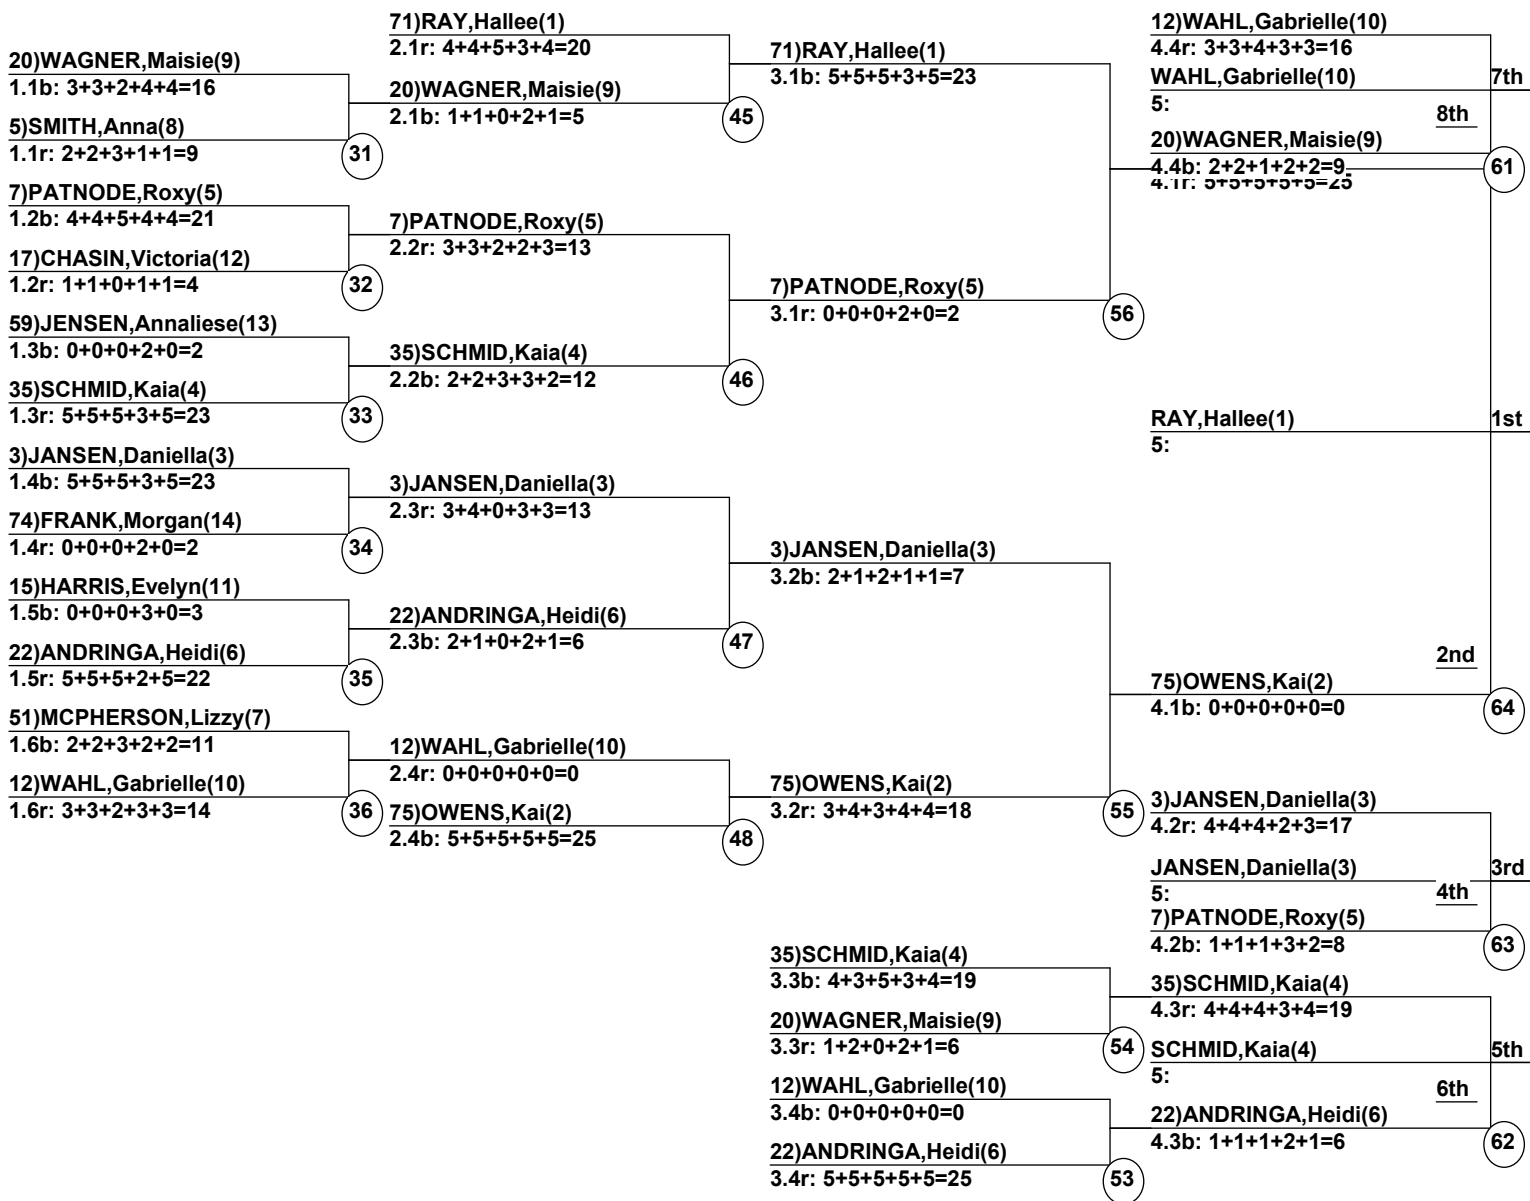 20)WAGNER,Maisie(9)
1.1b: 3+3+2+4+4=16
5)SMITH,Anna(8)
1.1r: 2+2+3+1+1=9
31
7)PATNODE,Roxy(5)
1.2b: 4+4+5+4+4=21
17)CHASIN,Victoria(12)
1.2r: 1+1+0+1+1=4
32
59)JENSEN,Annaliese(13)
1.3b: 0+0+0+2+0=2
35)SCHMID,Kaia(4)
1.3r: 5+5+5+3+5=23
33
3)JANSEN,Daniella(3)
1.4b: 5+5+5+3+5=23
74)FRANK,Morgan(14)
1.4r: 0+0+0+2+0=2
34
15)HARRIS,Evelyn(11)
1.5b: 0+0+0+3+0=3
22)ANDRINGA,Heidi(6)
1.5r: 5+5+5+2+5=22
35
51)MCPHERSON,Lizzy(7)
1.6b: 2+2+3+2+2=11
12)WAHL,Gabrielle(10)
1.6r: 3+3+2+3+3=14
36
71)RAY,Hallee(1)
2.1r: 4+4+5+3+4=20
20)WAGNER,Maisie(9)
2.1b: 1+1+0+2+1=5
45
7)PATNODE,Roxy(5)
2.2r: 3+3+2+2+3=13
35)SCHMID,Kaia(4)
2.2b: 2+2+3+3+2=12
46
3)JANSEN,Daniella(3)
2.3r: 3+4+0+3+3=13
22)ANDRINGA,Heidi(6)
2.3b: 2+1+0+2+1=6
47
12)WAHL,Gabrielle(10)
2.4r: 0+0+0+0+0=0
75)OWENS,Kai(2)
2.4b: 5+5+5+5+5=25
48
71)RAY,Hallee(1)
3.1b: 5+5+5+3+5=23
7)PATNODE,Roxy(5)
3.1r: 0+0+0+2+0=2
56
3)JANSEN,Daniella(3)
3.2b: 2+1+2+1+1=7
75)OWENS,Kai(2)
3.2r: 3+4+3+4+4=18
55
35)SCHMID,Kaia(4)
3.3b: 4+3+5+3+4=19
20)WAGNER,Maisie(9)
3.3r: 1+2+0+2+1=6
54
12)WAHL,Gabrielle(10)
3.4b: 0+0+0+0+0=0
22)ANDRINGA,Heidi(6)
3.4r: 5+5+5+5+5=25
53
12)WAHL,Gabrielle(10)
4.4r: 3+3+4+3+3=16
WAHL,Gabrielle(10)
7th
5:
8th
20)WAGNER,Maisie(9)
4.4b: 2+2+1+2+2=9
4.1r: 5+5+5+5+5=25
61
RAY,Hallee(1)
1st
5:
2nd
75)OWENS,Kai(2)
4.1b: 0+0+0+0+0=0
64
3)JANSEN,Daniella(3)
4.2r: 4+4+4+2+3=17
JANSEN,Daniella(3)
3rd
5:
4th
7)PATNODE,Roxy(5)
4.2b: 1+1+1+3+2=8
63
35)SCHMID,Kaia(4)
4.3r: 4+4+4+3+4=19
SCHMID,Kaia(4)
5th
5:
6th
22)ANDRINGA,Heidi(6)
4.3b: 1+1+1+2+1=6
62